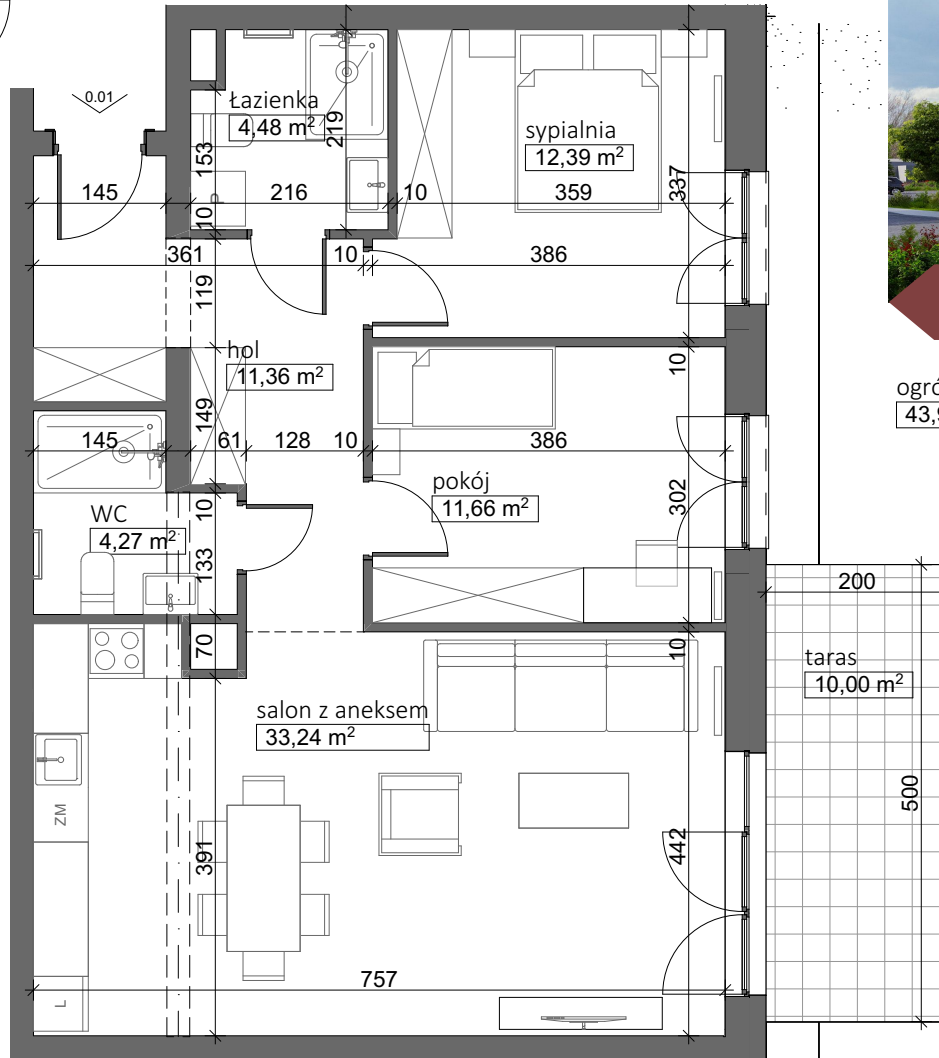 0.01
Łazienka
4,48 m²
219
153
145
216
10
10
sypialnia
12,39 m²
359
337
361
10
386
119
hol
11,36 m²
10
149
145
61
128
10
386
pokój
11,66 m²
302
WC
4,27 m²
10
133
70
10
200
taras
10,00 m²
500
salon z aneksem
33,24 m²
ZM
391
442
757
L